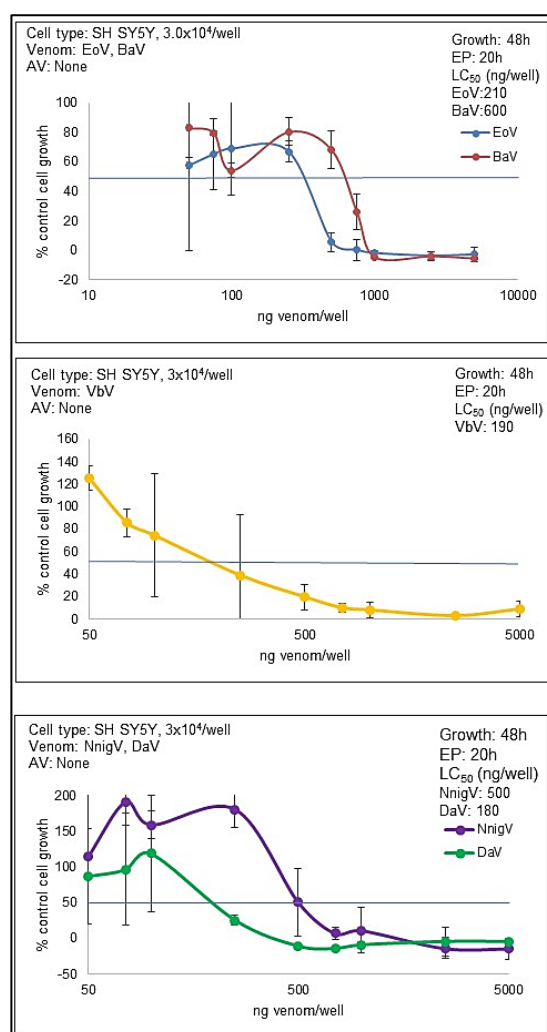 Cell type: SH SY5Y, 3.0x10⁴/well
Venom: EoV, BaV
AV: None
Growth: 48h
EP: 20h
LC₅₀ (ng/well)
EoV:210
BaV:600
EoV
BaV
% control cell growth
100
80
60
40
20
0
-20
10
100
1000
10000
ng venom/well
Cell type: SH SY5Y, 3x10⁴/well
Venom: VbV
AV: None
Growth: 48h
EP: 20h
LC₅₀ (ng/well)
VbV: 190
% control cell growth
160
140
120
100
80
60
40
20
0
50
500
5000
ng venom/well
Cell type: SH SY5Y, 3x10⁴/well
Venom: NnigV, DaV
AV: None
Growth: 48h
EP: 20h
LC₅₀ (ng/well)
NnigV: 500
DaV: 180
NnigV
DaV
% control cell growth
200
150
100
50
0
-50
50
500
5000
ng venom/well